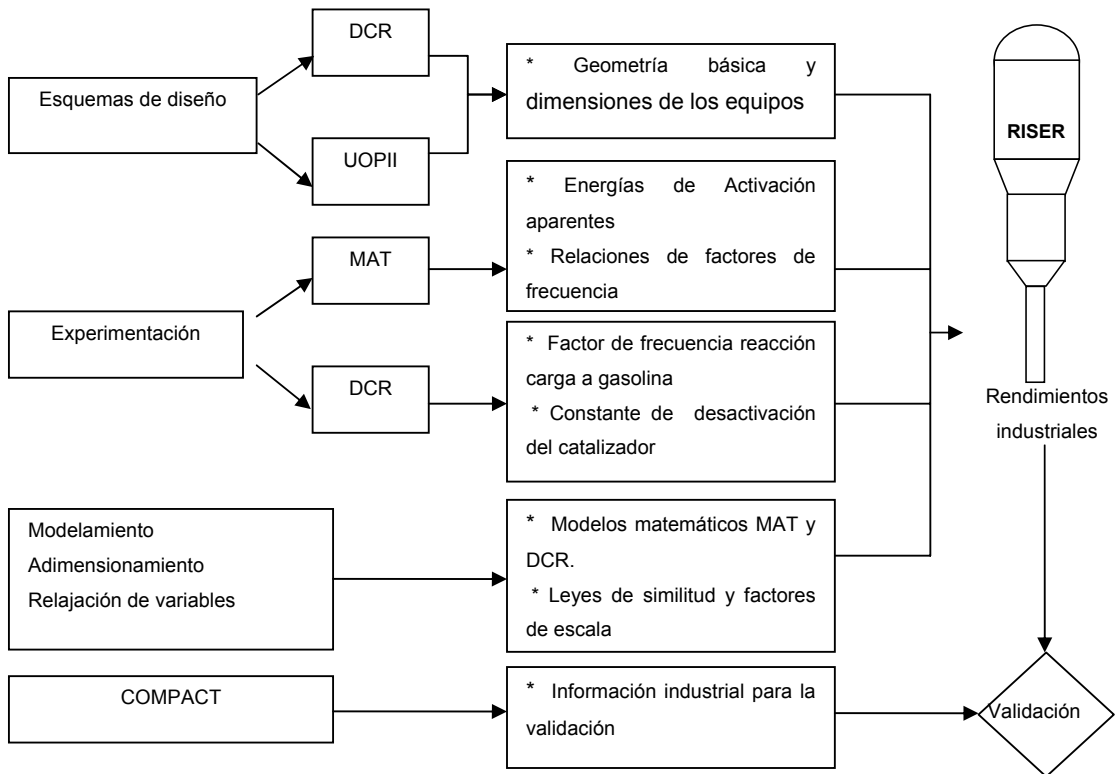 DCR
Esquemas de diseño
UOPII
* Geometría básica y
dimensiones de los equipos
RISER
* Energías de Activación
aparentes
* Relaciones de factores de
frecuencia
MAT
Experimentación
DCR
* Factor de frecuencia reacción
carga a gasolina
* Constante de desactivación
del catalizador
Rendimientos
industriales
Modelamiento
Adimensionamiento
Relajación de variables
* Modelos matemáticos MAT y
DCR.
* Leyes de similitud y factores
de escala
COMPACT
* Información industrial para la
validación
Validación